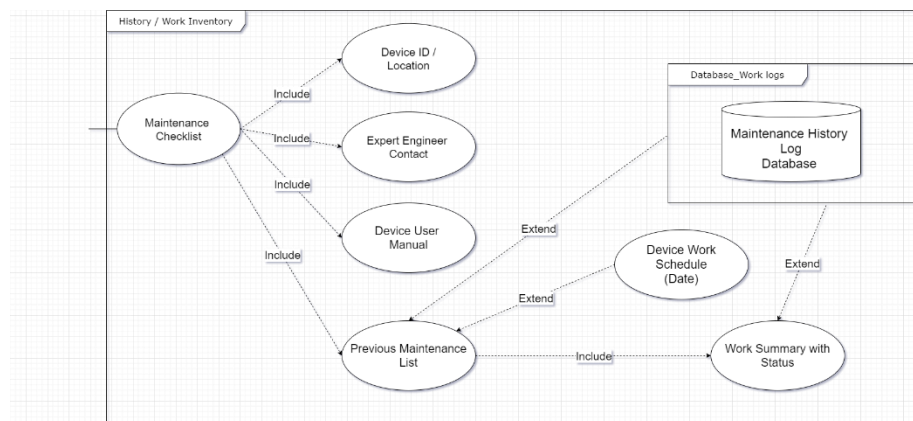 History / Work Inventory
Device ID /
Location
Database_Work logs
Include
Maintenance
Checklist
Include
Expert Engineer
Contact
Maintenance History
Log
Database
Include
Device User
Manual
Extend
Include
Device Work
Schedule
(Date)
Extend
Extend
Previous Maintenance
List
Include
Work Summary with
Status